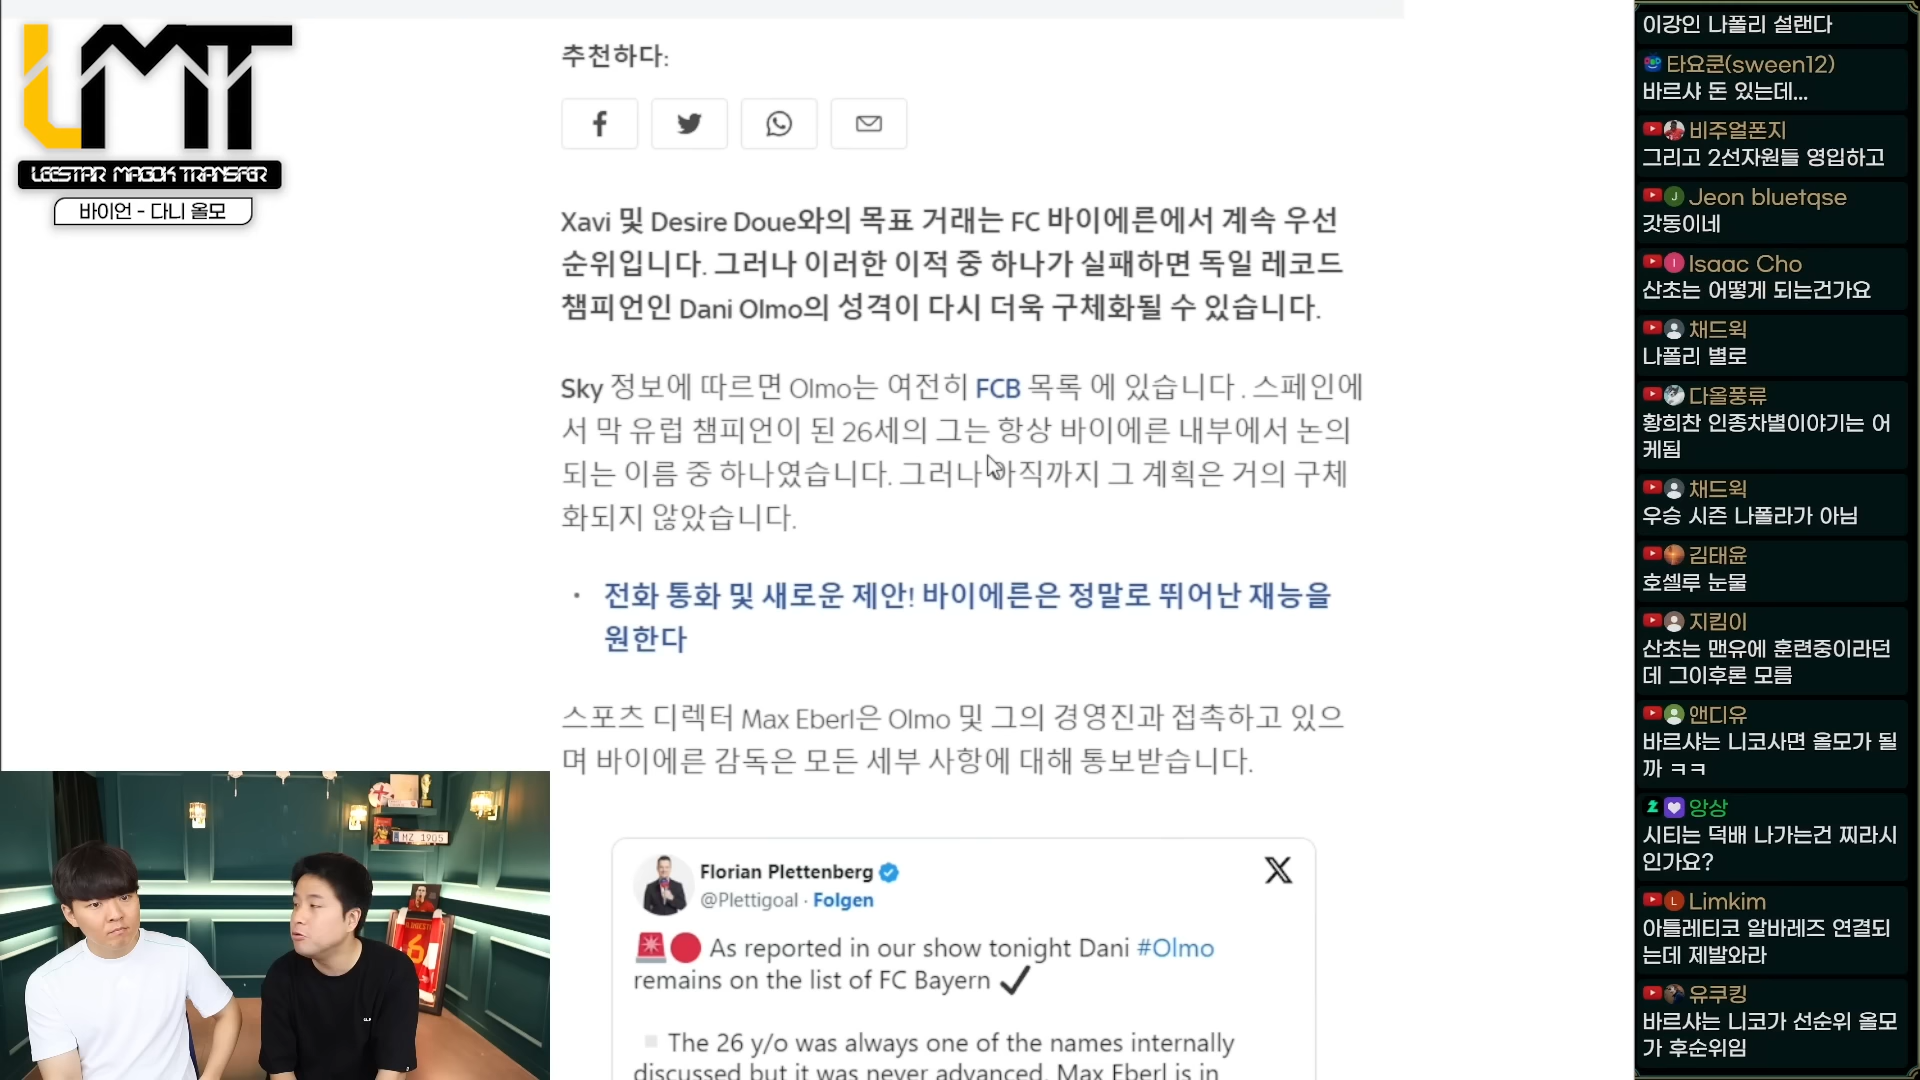 LMT
LEESTAR MAGOK TRANSFER
바이언 - 다니 올모
추천하다:
Xavi 및 Desire Doue와의 목표 거래는 FC 바이에른에서 계속 우선
순위입니다. 그러나 이러한 이적 중 하나가 실패하면 독일 레코드
챔피언인 Dani Olmo의 성격이 다시 더욱 구체화될 수 있습니다.
Sky 정보에 따르면 Olmo는 여전히 FCB 목록 에 있습니다 . 스페인에
서 막 유럽 챔피언이 된 26세의 그는 항상 바이에른 내부에서 논의
되는 이름 중 하나였습니다. 그러나 아직까지 그 계획은 거의 구체
화되지 않았습니다.
· 전화 통화 및 새로운 제안! 바이에른은 정말로 뛰어난 재능을
원한다
스포츠 디렉터 Max Eberl은 Olmo 및 그의 경영진과 접촉하고 있으
며 바이에른 감독은 모든 세부 사항에 대해 통보받습니다.
Florian Plettenberg
@Plettigoal · Folgen
As reported in our show tonight Dani #Olmo
remains on the list of FC Bayern
The 26 y/o was always one of the names internally
discussed but it was never advanced. Max Eberl is in
MZ 1905
6
이강인 나폴리 설랜다
타요쿤(sween12)
바르샤 돈 있는데...
비주얼폰지
그리고 2선자원들 영입하고
Jeon bluetqse
갓동이네
Isaac Cho
산초는 어떻게 되는건가요
채드윅
나폴리 별로
다올풍류
황희찬 인종차별이야기는 어
케됨
채드윅
우승 시즌 나폴라가 아님
김태윤
호셀루 눈물
지킴이
산초는 맨유에 훈련중이라던
데 그이후론 모름
앤디유
바르샤는 니코사면 올모가 될
까 ㅋㅋ
앙상
시티는 덕배 나가는건 찌라시
인가요?
Limkim
아틀레티코 알바레즈 연결되
는데 제발와라
유쿠킹
바르샤는 니코가 선순위 올모
가 후순위임